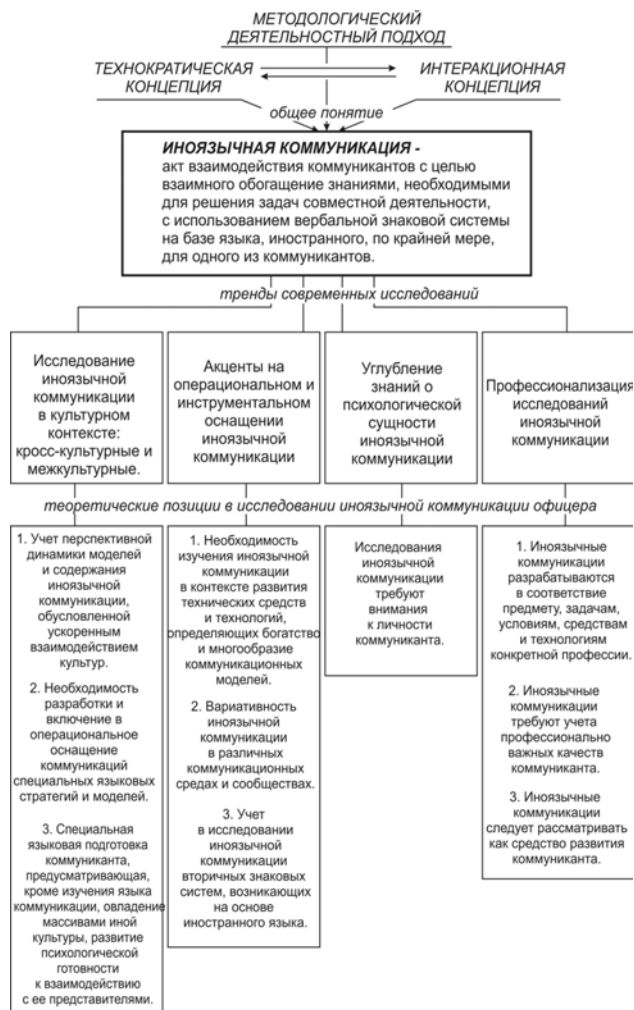 МЕТОДОЛОГИЧЕСКИЙ
ДЕЯТЕЛЬНОСТНЫЙ ПОДХОД
ТЕХНОКРАТИЧЕСКАЯ
КОНЦЕПЦИЯ
ИНТЕРАКЦИОННАЯ
КОНЦЕПЦИЯ
общее понятие
ИНОЯЗЫЧНАЯ КОММУНИКАЦИЯ -
акт взаимодействия коммуникантов с целью
взаимного обогащение знаниями, необходимыми
для решения задач совместной деятельности,
с использованием вербальной знаковой системы
на базе языка, иностранного, по крайней мере,
для одного из коммуникантов.
тренды современных исследований
Исследование
иноязычной
коммуникации
в культурном
контексте:
кросс-культурные и
межкультурные.
Акценты на
операциональном и
инструментальном
оснащении
иноязычной
коммуникации
Углубление
знаний о
психологической
сущности
иноязычной
коммуникации
Профессионализация
исследований
иноязычной
коммуникации
теоретические позиции в исследовании иноязычной коммуникации офицера
1. Учет перспективной
динамики моделей
и содержания
иноязычной
коммуникации,
обусловленной
ускоренным
взаимодействием
культур.
2. Необходимость
разработки и
включение в
операциональное
оснащение
коммуникаций
специальных языковых
стратегий и моделей.
3. Специальная
языковая подготовка
коммуниканта,
предусматривающая,
кроме изучения языка
коммуникации, овладение
массивами иной
культуры, развитие
психологической
готовности
к взаимодействию
с ее представителями.
1. Необходимость
изучения иноязычной
коммуникации
в контексте развития
технических средств
и технологий,
определяющих богатство
и многообразие
коммуникационных
моделей.
2. Вариативность
иноязычной
коммуникации
в различных
коммуникационных
средах и сообществах.
3. Учет
в исследовании
иноязычной
коммуникации
вторичных знаковых
систем, возникающих
на основе
иностранного языка.
Исследования
иноязычной
коммуникации
требуют
внимания
к личности
коммуниканта.
1. Иноязычные
коммуникации
разрабатываются
в соответствие
предмету, задачам,
условиям, средствам
и технологиям
конкретной профессии.
2. Иноязычные
коммуникации
требуют учета
профессионально
важных качеств
коммуниканта.
3. Иноязычные
коммуникации
следует рассматривать
как средство развития
коммуниканта.